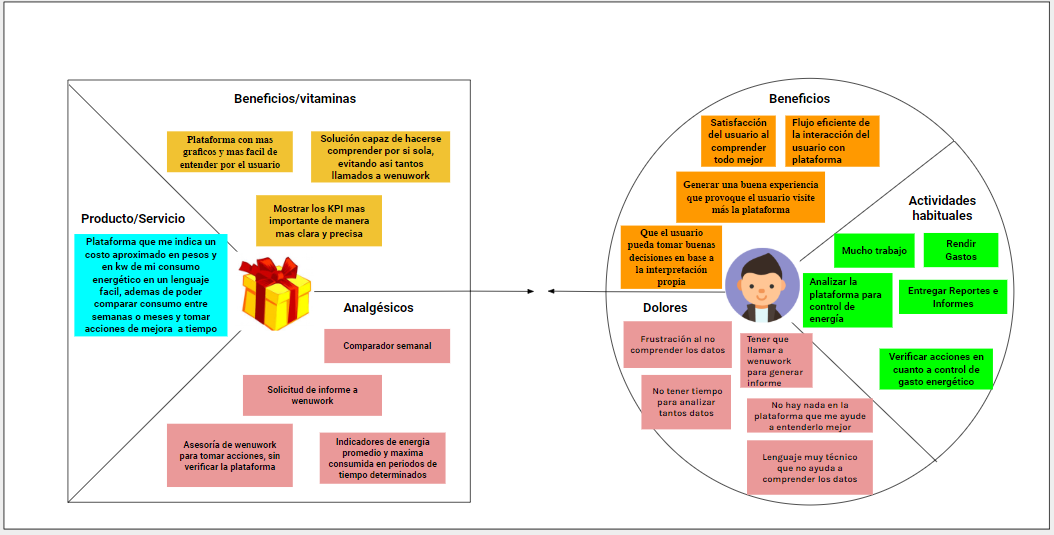 Beneficios/vitaminas
Plataforma con mas
graficos y mas facil de
entender por el usuario
Solución capaz de hacerse
comprender por si sola,
evitando asi tantos
llamados a wenuwork
Mostrar los KPI mas
importante de manera
mas clara y precisa
Producto/Servicio
Plataforma que me indica un
costo aproximado en pesos y
en kw de mi consumo
energético en un lenguaje
facil, ademas de poder
comparar consumo entre
semanas o meses y tomar
acciones de mejora a tiempo
Analgésicos
Comparador semanal
Solicitud de informe a
wenuwork
Asesoría de wenuwork
para tomar acciones, sin
verificar la plataforma
Indicadores de energia
promedio y maxima
consumida en periodos de
tiempo determinados
Beneficios
Satisfacción
del usuario al
comprender
todo mejor
Flujo eficiente de
la interacción del
usuario con
plataforma
Generar una buena experiencia
que provoque el usuario visite
más la plataforma
Que el usuario
pueda tomar buenas
decisiones en base a
la interpretación
propia
Actividades
habituales
Mucho trabajo
Rendir
Gastos
Analizar la
plataforma para
control de
energía
Entregar Reportes e
Informes
Verificar acciones en
cuanto a control de
gasto energético
Dolores
Frustración al no
comprender los datos
Tener que
llamar a
wenuwork
para generar
informe
No tener tiempo
para analizar
tantos datos
No hay nada en la
plataforma que me ayude
a entenderlo mejor
Lenguaje muy técnico
que no ayuda a
comprender los datos